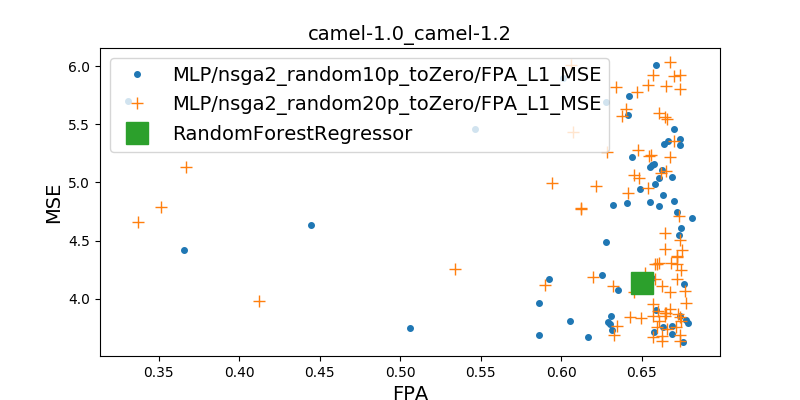 camel-1.0_camel-1.2
MLP/nsga2_random10p_toZero/FPA_L1_MSE
MLP/nsga2_random20p_toZero/FPA_L1_MSE
RandomForestRegressor
6.0
5.5
5.0
4.5
4.0
MSE
0.35 0.40 0.45 0.50 0.55 0.60 0.65
FPA